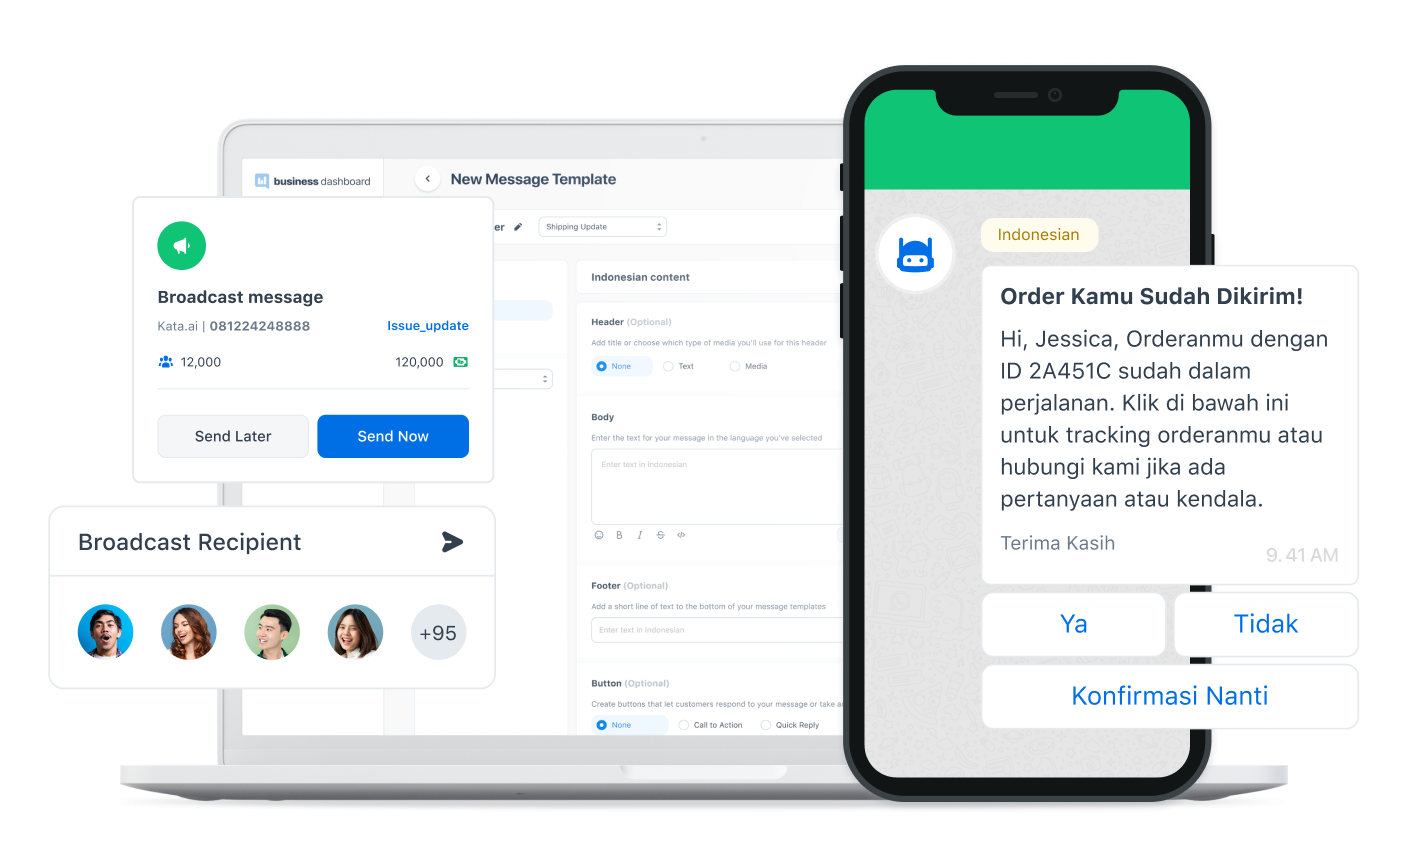 business dashboard
New Message Template
er
Shipping Update
Broadcast message
Kata.ai | 081224248888
Issue_update
12,000
120,000
Send Later
Send Now
Broadcast Recipient
+95
Indonesian content
Header (Optional)
Add title or choose which type of media you'll use for this header
None
Text
Media
Body
Enter the text for your message in the language you've selected
Enter text in Indonesian
B I S </>
Footer (Optional)
Add a short line of text to the bottom of your message templates
Enter text in Indonesian
Button (Optional)
Create buttons that let customers respond to your message or take a
None
Call to Action
Quick Reply
Indonesian
Order Kamu Sudah Dikirim!
Hi, Jessica, Orderanmu dengan
ID 2A451C sudah dalam
perjalanan. Klik di bawah ini
untuk tracking orderanmu atau
hubungi kami jika ada
pertanyaan atau kendala.
Terima Kasih
9. 41 AM
Ya
Tidak
Konfirmasi Nanti